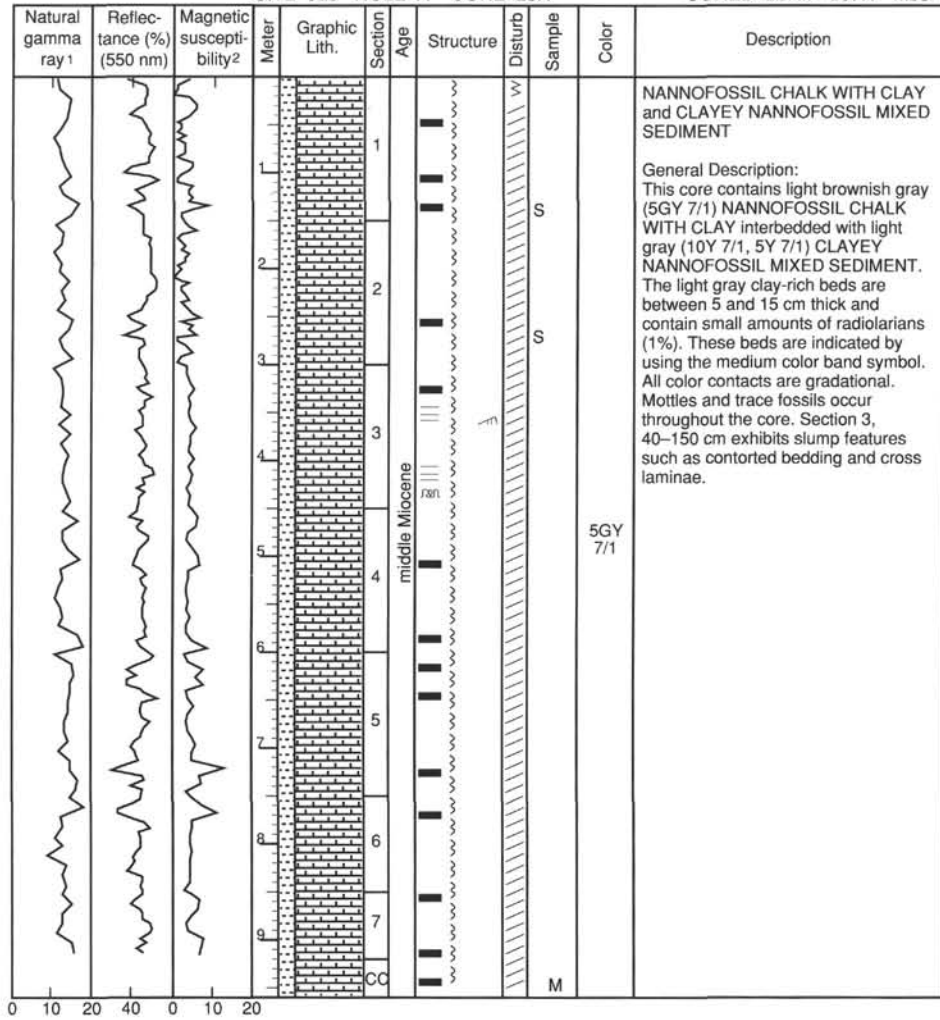 Natural
gamma
ray1
Reflec-
tance (%)
(550 nm)
Magnetic
suscepti-
bility2
Meter
Graphic
Lith.
Section
Age
Structure
Disturb
Sample
Color
Description
1
2
3
4
5
6
7
8
9
1
2
3
4
5
6
7
CC
middle Miocene
W
S
S
M
5GY
7/1
NANNOFOSSIL CHALK WITH CLAY
and CLAYEY NANNOFOSSIL MIXED
SEDIMENT
General Description:
This core contains light brownish gray
(5GY 7/1) NANNOFOSSIL CHALK
WITH CLAY interbedded with light
gray (10Y 7/1, 5Y 7/1) CLAYEY
NANNOFOSSIL MIXED SEDIMENT.
The light gray clay-rich beds are
between 5 and 15 cm thick and
contain small amounts of radiolarians
(1%). These beds are indicated by
using the medium color band symbol.
All color contacts are gradational.
Mottles and trace fossils occur
throughout the core. Section 3,
40–150 cm exhibits slump features
such as contorted bedding and cross
laminae.
0 10 20 40 0 10 20